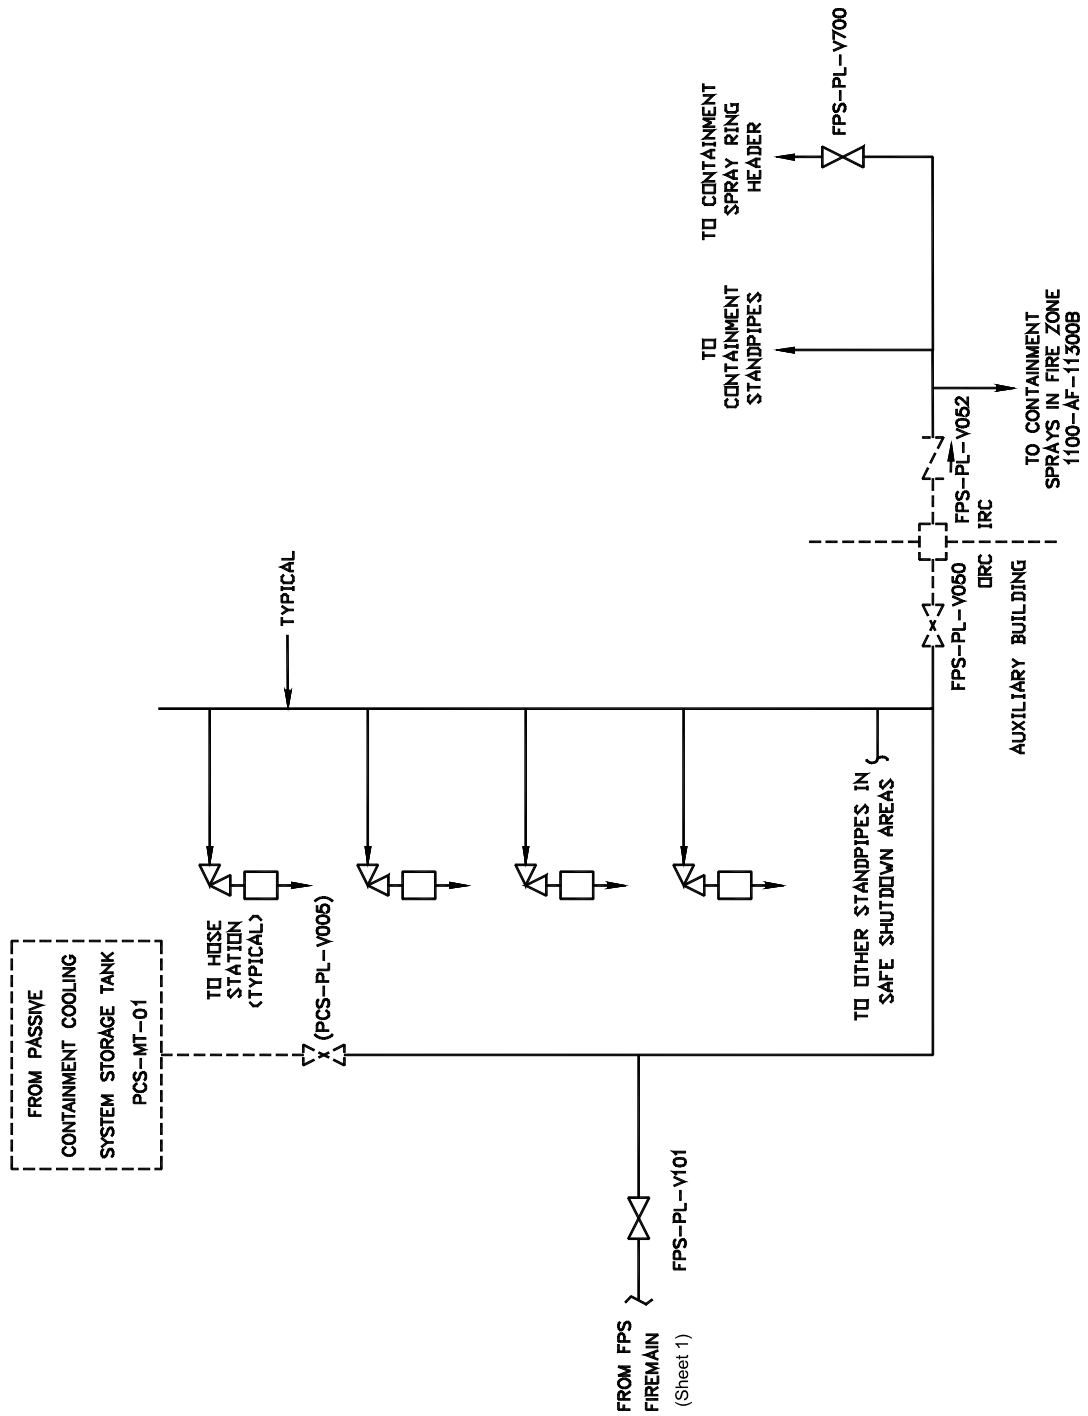 FROM PASSIVE
CONTAINMENT COOLING
SYSTEM STORAGE TANK
PCS-MT-01
(PCS-PL-V005)
TO HOSE
STATION
(TYPICAL)
TYPICAL
FROM FPS
FIREMAIN
(Sheet 1)
FPS-PL-V101
TO OTHER STANDPIPES IN
SAFE SHUTDOWN AREAS
FPS-PL-V050
ORC
IRC
AUXILIARY BUILDING
FPS-PL-V052
TO
CONTAINMENT
STANDPIPES
TO CONTAINMENT
SPRAY RING
HEADER
FPS-PL-V700
TO CONTAINMENT
SPRAYS IN FIRE ZONE
1100-AF-11300B